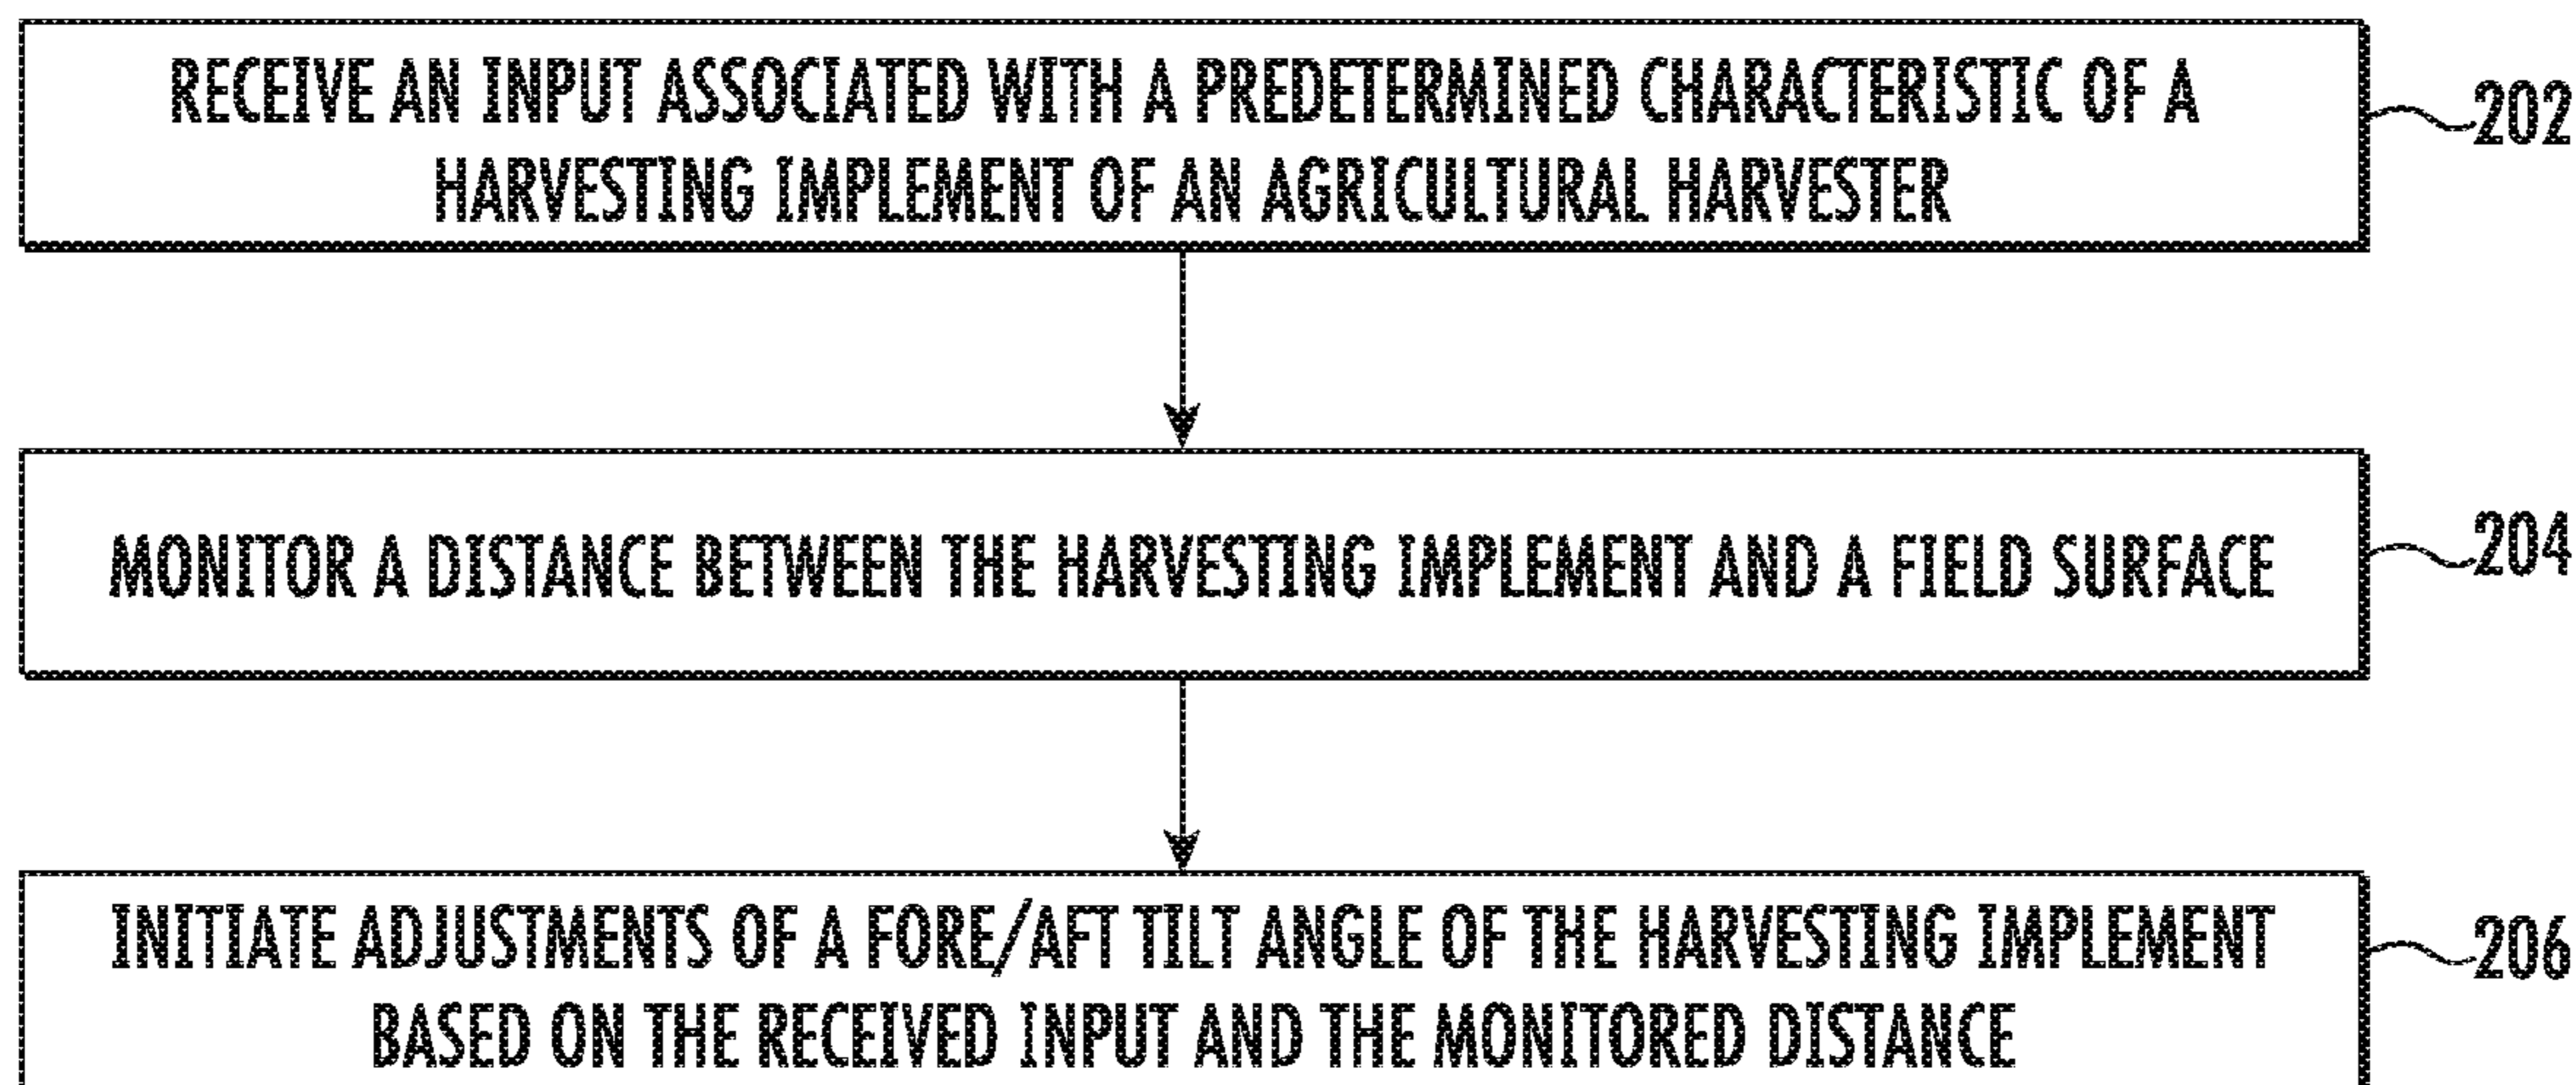 RECEIVE AN INPUT ASSOCIATED WITH A PREDETERMINED CHARACTERISTIC OF A
HARVESTING IMPLEMENT OF AN AGRICULTURAL HARVESTER
202
MONITOR A DISTANCE BETWEEN THE HARVESTING IMPLEMENT AND A FIELD SURFACE
204
INITIATE ADJUSTMENTS OF A FORE/AFT TILT ANGLE OF THE HARVESTING IMPLEMENT
BASED ON THE RECEIVED INPUT AND THE MONITORED DISTANCE
206